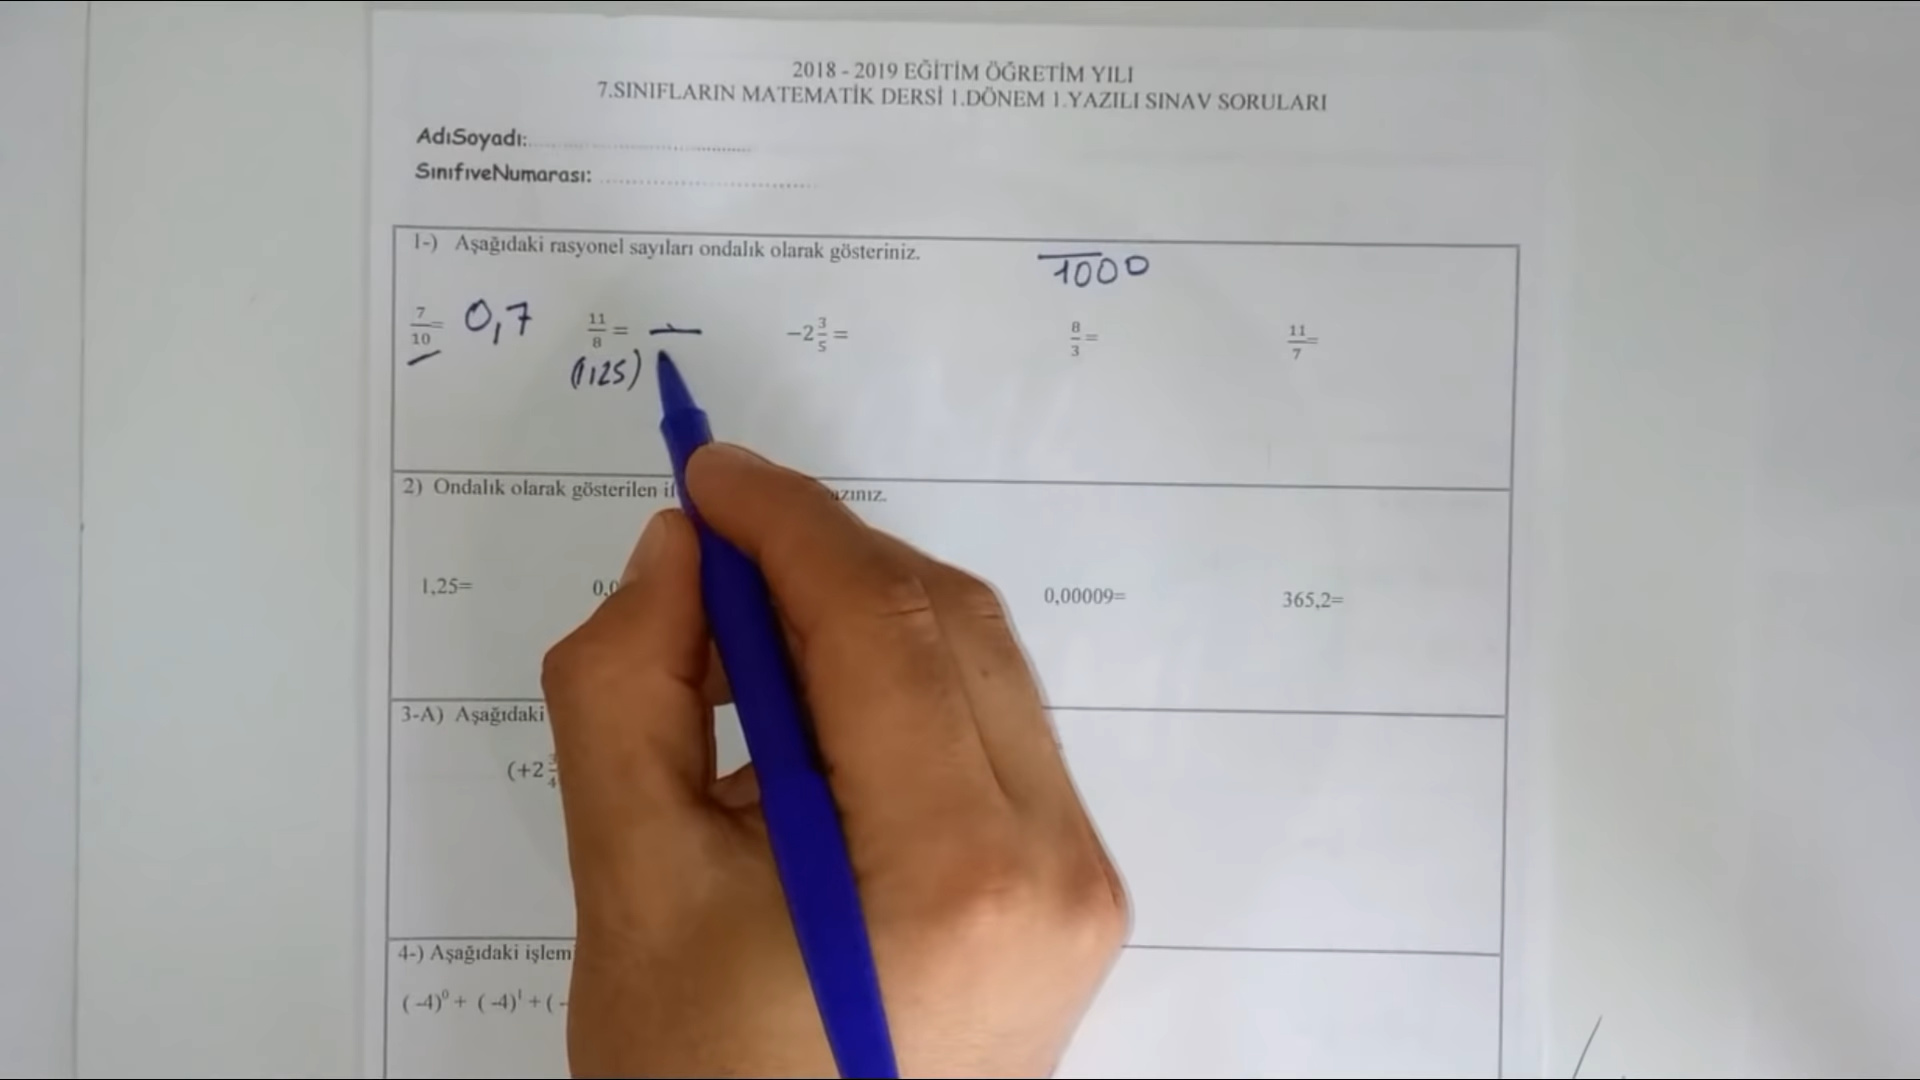 2018 - 2019 EĞİTİM ÖĞRETİM YILI
7.SINIFLARIN MATEMATİK DERSİ 1.DÖNEM 1.YAZILI SINAV SORULARI
AdıSoyadı:
SınıfıveNumarası:
1-) Aşağıdaki rasyonel sayıları ondalık olarak gösteriniz.
1000
7/10= 0,7 11/8 = -2 3/5 = 8/3= 11/7=
(125)
2) Ondalık olarak gösterilen
1,25= 0,00009= 365,2=
3-A) Aşağıdaki
(+2 3/4
4-) Aşağıdaki
(-4)⁰ + (-4)¹ + (-